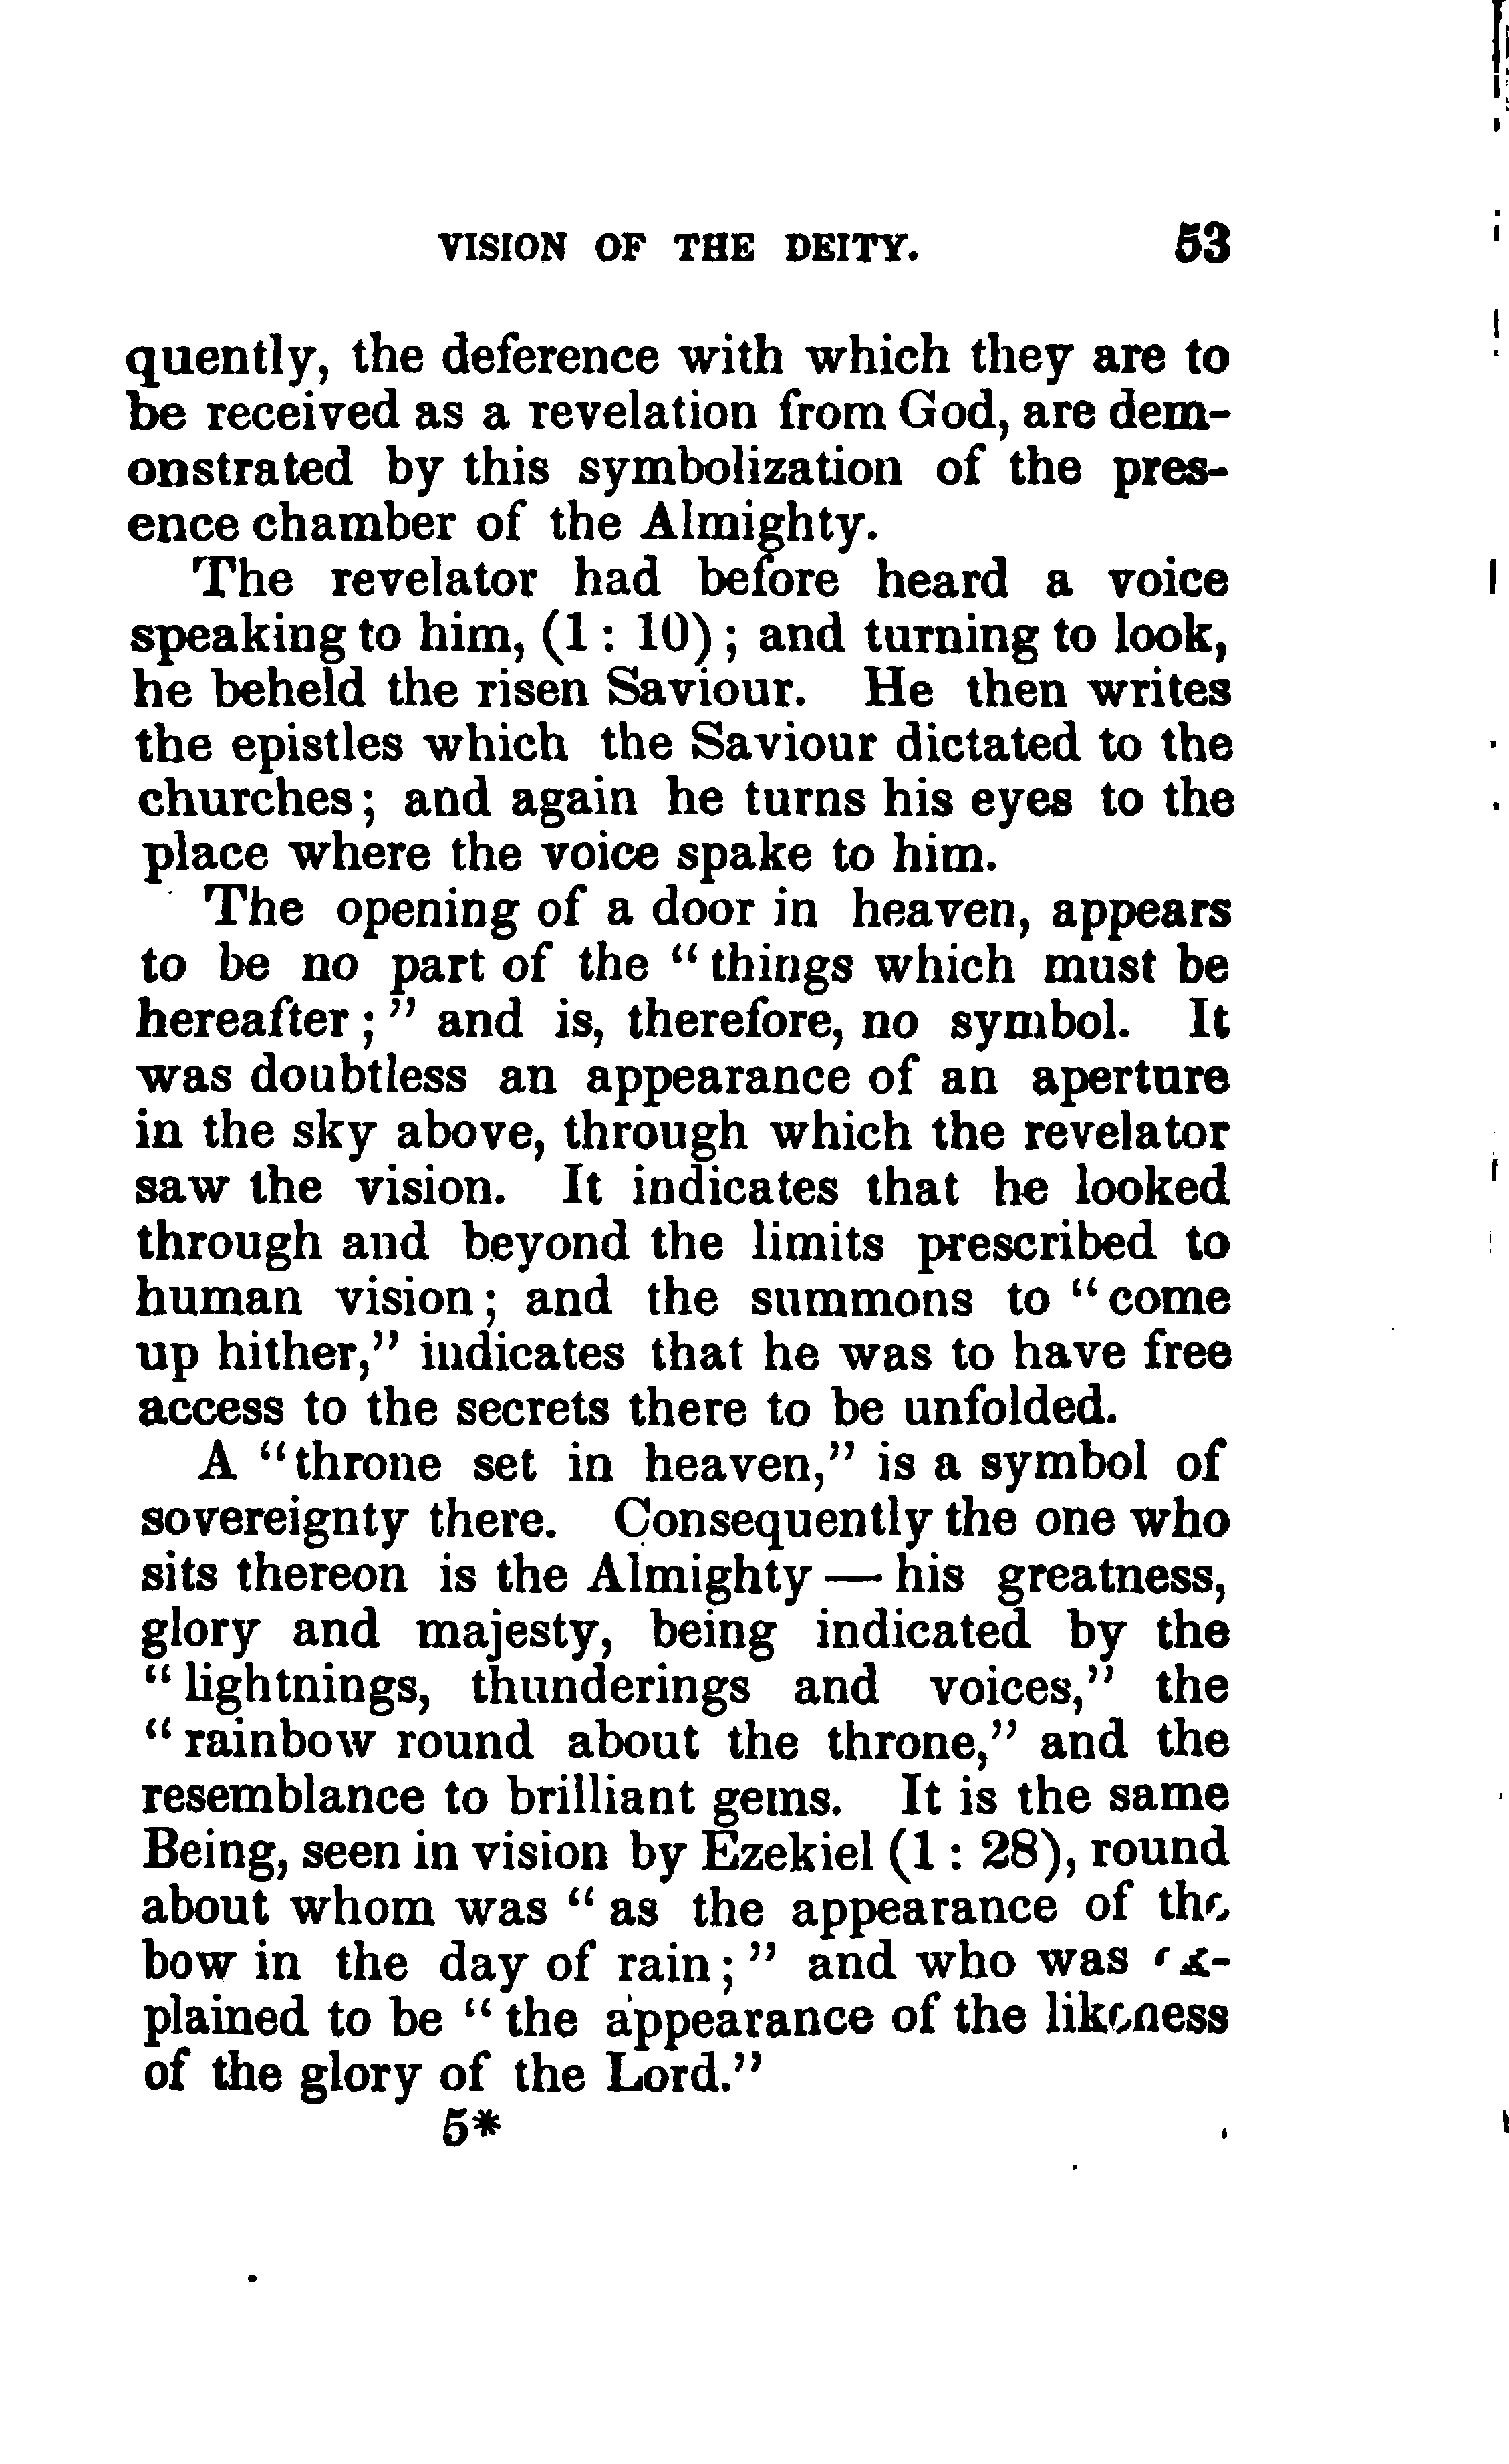 VISION OF THE DEITY. 53
quently, the deference with which they are to
be received as a revelation from God, are dem-
onstrated by this symbolization of the pres-
ence chamber of the Almighty.
The revelator had before heard a voice
speaking to him, (1 : 10) ; and turning to look,
he beheld the risen Saviour. He then writes
the epistles which the Saviour dictated to the
churches; and again he turns his eyes to the
place where the voice spake to him.
The opening of a door in heaven, appears
to be no part of the “ things which must be
hereafter ; ” and is, therefore, no symbol. It
was doubtless an appearance of an aperture
in the sky above, through which the revelator
saw the vision. It indicates that he looked
through and beyond the limits prescribed to
human vision; and the summons to “ come
up hither,” indicates that he was to have free
access to the secrets there to be unfolded.
A “throne set in heaven,” is a symbol of
sovereignty there. Consequently the one who
sits thereon is the Almighty — his greatness,
glory and majesty, being indicated by the
“ lightnings, thunderings and voices,” the
“ rainbow round about the throne,” and the
resemblance to brilliant gems. It is the same
Being, seen in vision by Ezekiel (1 : 28), round
about whom was “ as the appearance of the
bow in the day of rain ; ” and who was ex-
plained to be “ the appearance of the likeness
of the glory of the Lord.”
5*